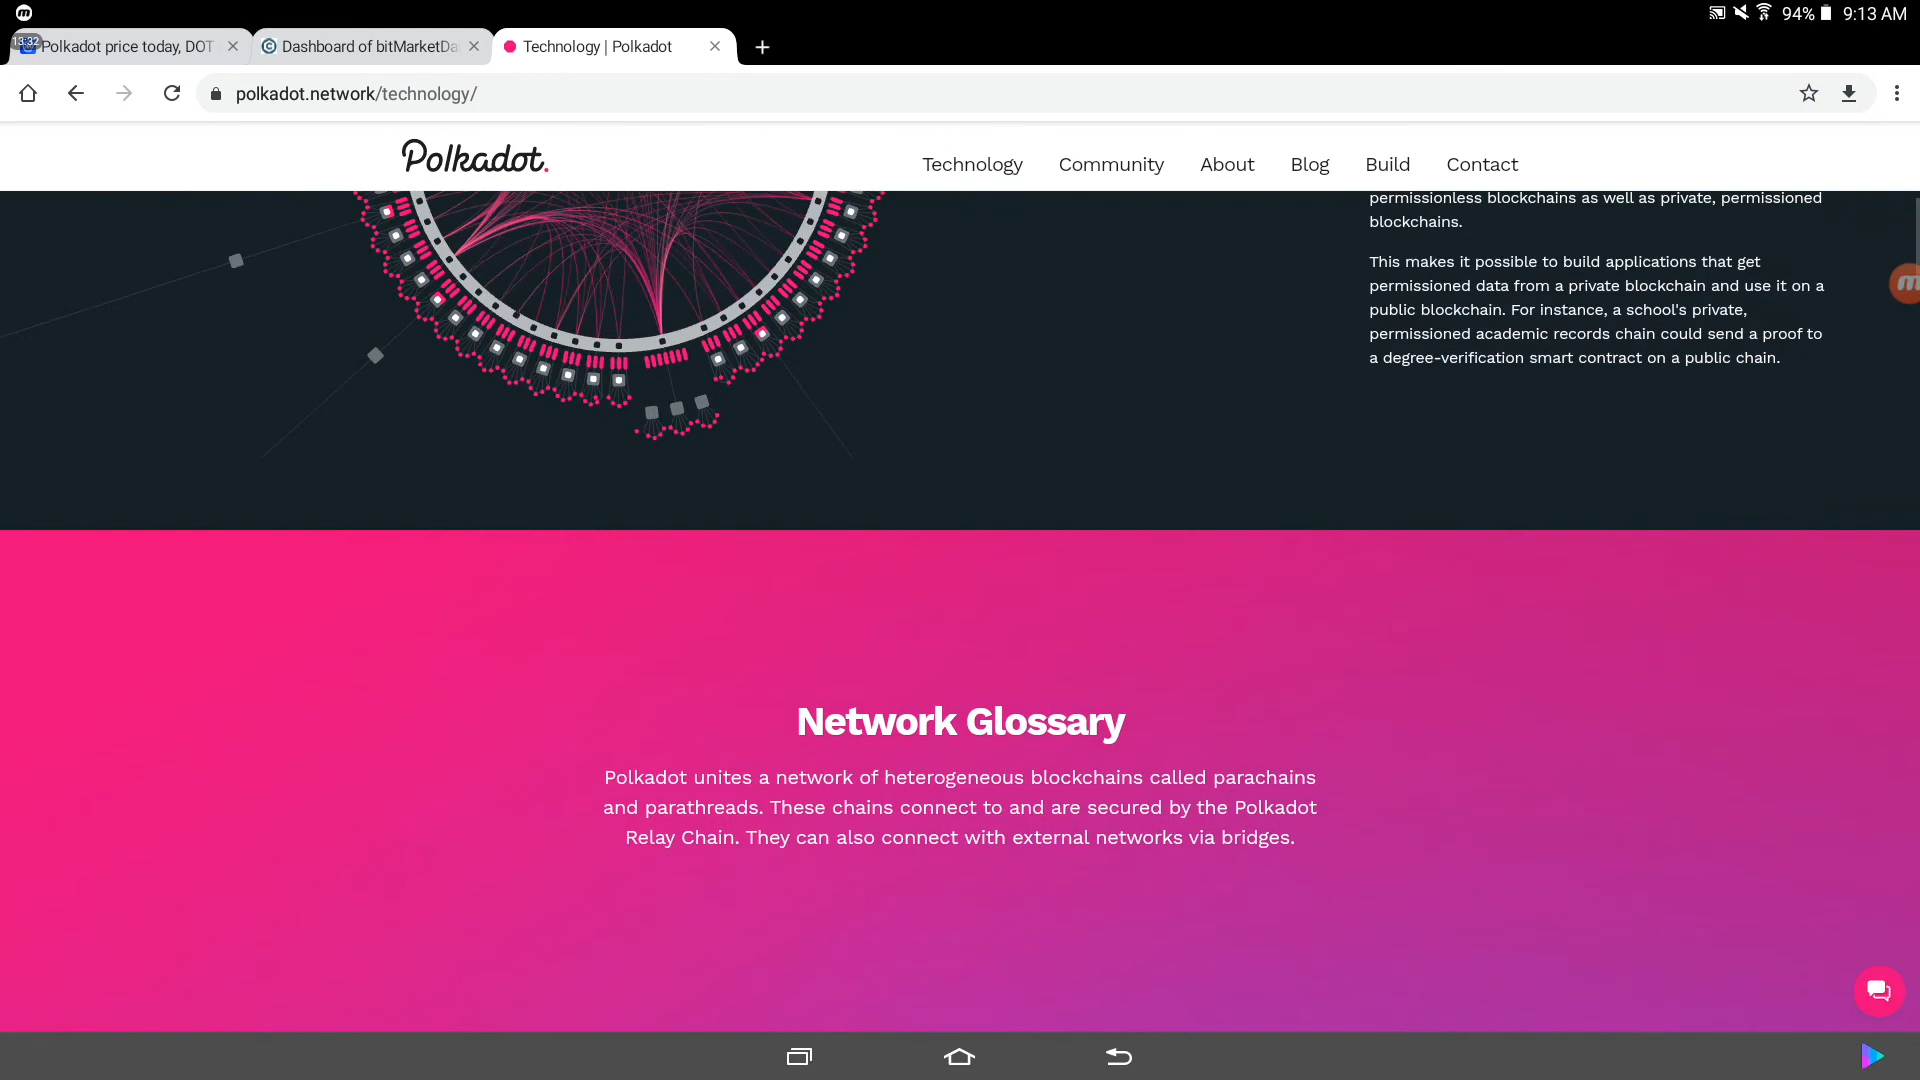 94% 9:13 AM
13:32
Polkadot price today, DOT
Dashboard of bitMarketDa
Technology | Polkadot
polkadot.network/technology/
Polkadot.
Technology Community About Blog Build Contact
permissionless blockchains as well as private, permissioned
blockchains.
This makes it possible to build applications that get
permissioned data from a private blockchain and use it on a
public blockchain. For instance, a school's private,
permissioned academic records chain could send a proof to
a degree-verification smart contract on a public chain.
Network Glossary
Polkadot unites a network of heterogeneous blockchains called parachains
and parathreads. These chains connect to and are secured by the Polkadot
Relay Chain. They can also connect with external networks via bridges.